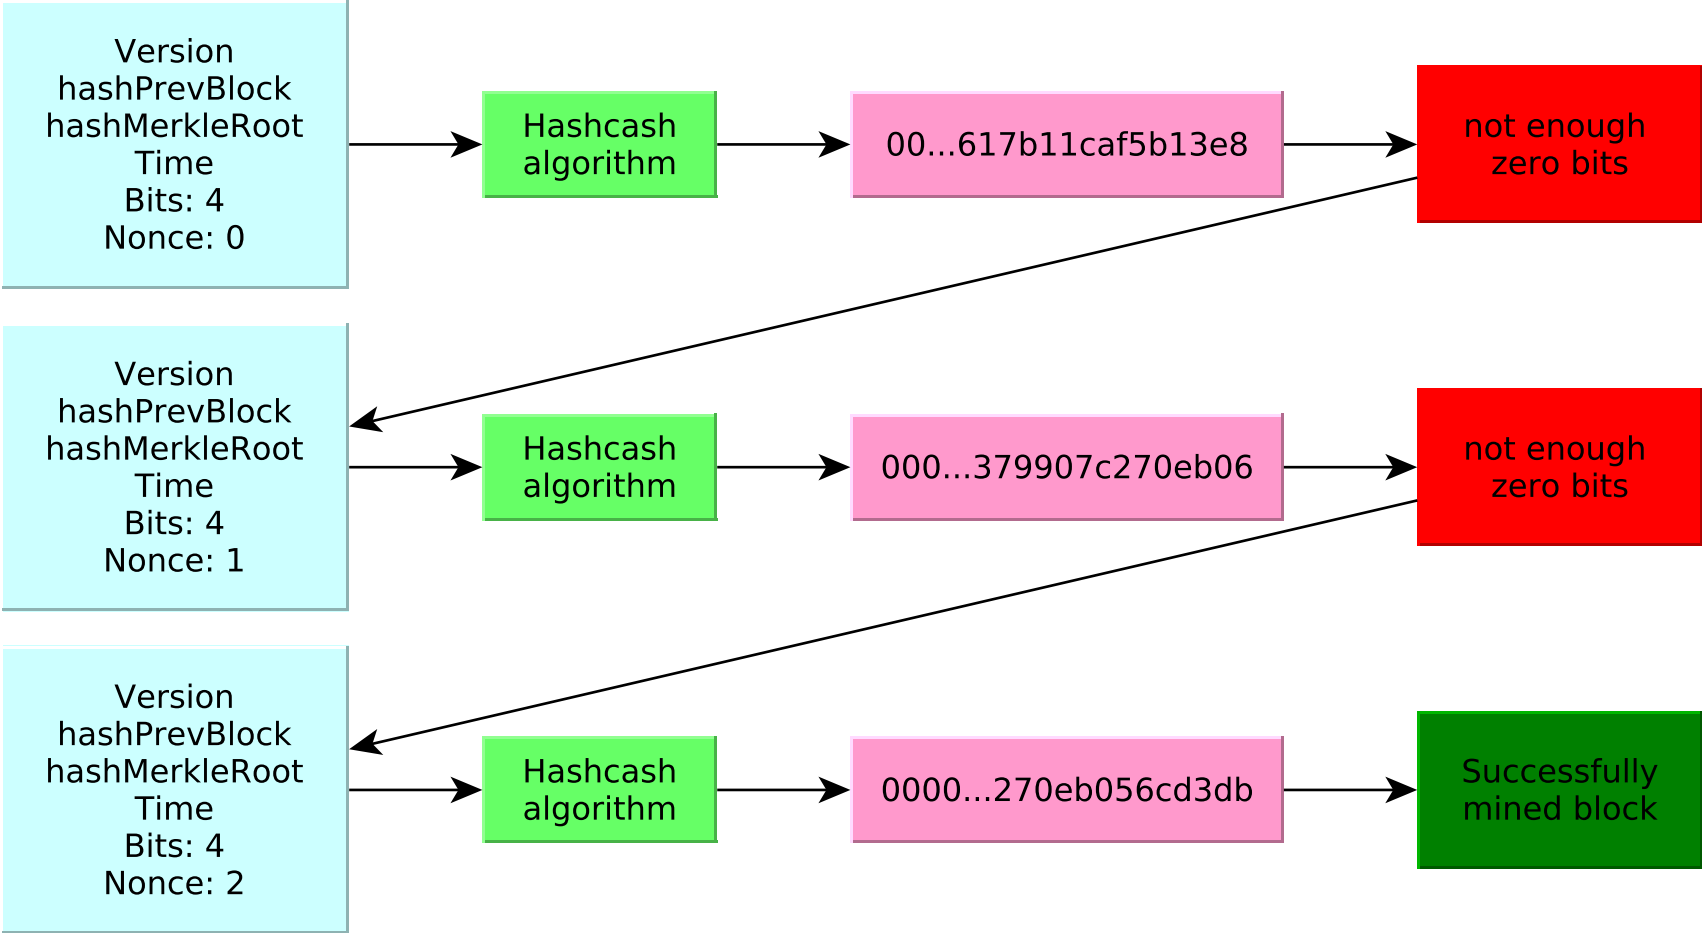 Version
hashPrevBlock
hashMerkleRoot
Time
Bits: 4
Nonce: 0
Hashcash
algorithm
00...617b11caf5b13e8
not enough
zero bits
Version
hashPrevBlock
hashMerkleRoot
Time
Bits: 4
Nonce: 1
Hashcash
algorithm
000...379907c270eb06
not enough
zero bits
Version
hashPrevBlock
hashMerkleRoot
Time
Bits: 4
Nonce: 2
Hashcash
algorithm
0000...270eb056cd3db
Successfully
mined block